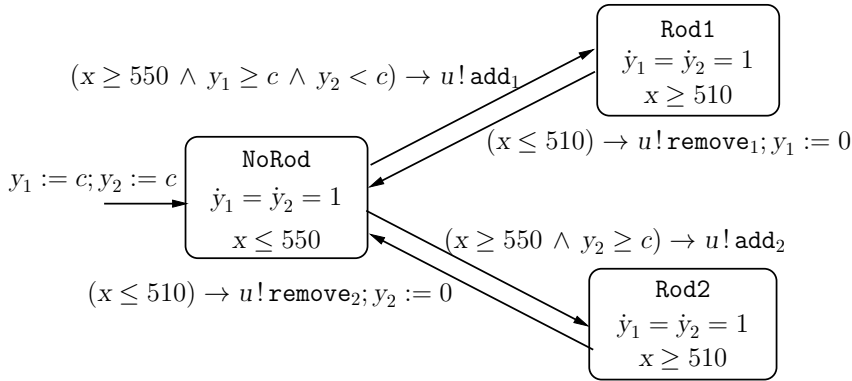 Rod1
ẏ₁ = ẏ₂ = 1
x ≥ 510
(x ≥ 550 ∧ y₁ ≥ c ∧ y₂ < c) → u!add₁
(x ≤ 510) → u!remove₁; y₁ := 0
NoRod
ẏ₁ = ẏ₂ = 1
x ≤ 550
y₁ := c; y₂ := c
(x ≥ 550 ∧ y₂ ≥ c) → u!add₂
(x ≤ 510) → u!remove₂; y₂ := 0
Rod2
ẏ₁ = ẏ₂ = 1
x ≥ 510